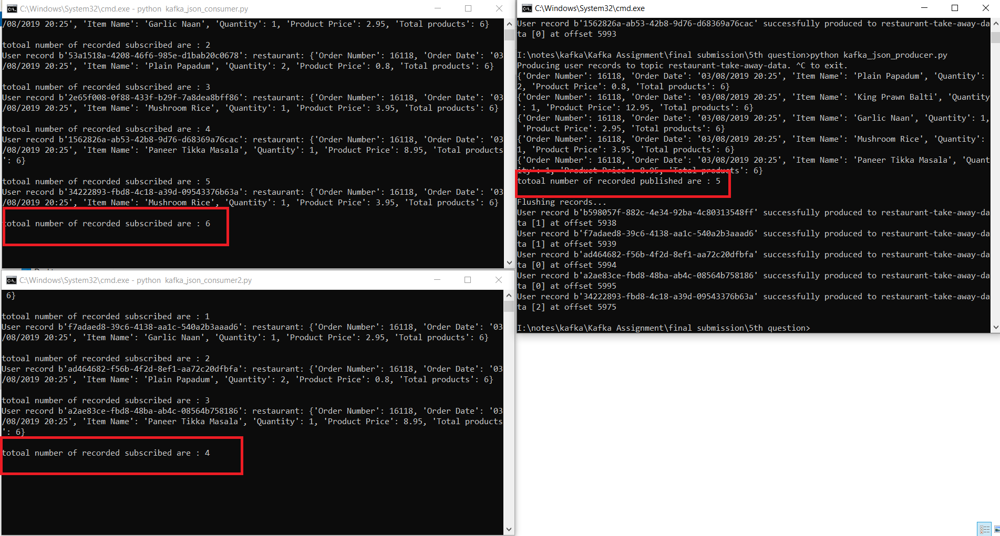 C:\Windows\System32\cmd.exe - python  kafka_json_consumer.py
/08/2019 20:25', 'Item Name': 'Garlic Naan', 'Quantity': 1, 'Product Price': 2.95, 'Total products': 6}
totoal number of recorded subscribed are : 2
User record b'53a1518a-4208-46f6-985e-d1bab20c0678': restaurant: {'Order Number': 16118, 'Order Date': '03
/08/2019 20:25', 'Item Name': 'Plain Papadum', 'Quantity': 2, 'Product Price': 0.8, 'Total products': 6}
totoal number of recorded subscribed are : 3
User record b'2e65f008-0f88-433f-b29f-7a8dea8bff86': restaurant: {'Order Number': 16118, 'Order Date': '03
/08/2019 20:25', 'Item Name': 'Mushroom Rice', 'Quantity': 1, 'Product Price': 3.95, 'Total products': 6}
totoal number of recorded subscribed are : 4
User record b'1562826a-ab53-42b8-9d76-d68369a76cac': restaurant: {'Order Number': 16118, 'Order Date': '03
/08/2019 20:25', 'Item Name': 'Paneer Tikka Masala', 'Quantity': 1, 'Product Price': 8.95, 'Total products
': 6}
totoal number of recorded subscribed are : 5
User record b'34222893-fbd8-4c18-a39d-09543376b63a': restaurant: {'Order Number': 16118, 'Order Date': '03
/08/2019 20:25', 'Item Name': 'Mushroom Rice', 'Quantity': 1, 'Product Price': 3.95, 'Total products': 6}
totoal number of recorded subscribed are : 6
C:\Windows\System32\cmd.exe - python  kafka_json_consumer2.py
6}
totoal number of recorded subscribed are : 1
User record b'f7adaed8-39c6-4138-aa1c-540a2b3aaad6': restaurant: {'Order Number': 16118, 'Order Date': '03
/08/2019 20:25', 'Item Name': 'Garlic Naan', 'Quantity': 1, 'Product Price': 2.95, 'Total products': 6}
totoal number of recorded subscribed are : 2
User record b'ad464682-f56b-4f2d-8ef1-aa72c20dfbfa': restaurant: {'Order Number': 16118, 'Order Date': '03
/08/2019 20:25', 'Item Name': 'Plain Papadum', 'Quantity': 2, 'Product Price': 0.8, 'Total products': 6}
totoal number of recorded subscribed are : 3
User record b'a2ae83ce-fbd8-48ba-ab4c-08564b758186': restaurant: {'Order Number': 16118, 'Order Date': '03
/08/2019 20:25', 'Item Name': 'Paneer Tikka Masala', 'Quantity': 1, 'Product Price': 8.95, 'Total products
': 6}
totoal number of recorded subscribed are : 4
C:\Windows\System32\cmd.exe
User record b'1562826a-ab53-42b8-9d76-d68369a76cac' successfully produced to restaurant-take-away-da
ta [0] at offset 5993
I:\notes\kafka\Kafka Assignment\final submission\5th question>python kafka_json_producer.py
Producing user records to topic restaurant-take-away-data. ^C to exit.
{'Order Number': 16118, 'Order Date': '03/08/2019 20:25', 'Item Name': 'Plain Papadum', 'Quantity':
2, 'Product Price': 0.8, 'Total products': 6}
{'Order Number': 16118, 'Order Date': '03/08/2019 20:25', 'Item Name': 'King Prawn Balti', 'Quantity
': 1, 'Product Price': 12.95, 'Total products': 6}
{'Order Number': 16118, 'Order Date': '03/08/2019 20:25', 'Item Name': 'Garlic Naan', 'Quantity': 1,
'Product Price': 2.95, 'Total products': 6}
{'Order Number': 16118, 'Order Date': '03/08/2019 20:25', 'Item Name': 'Mushroom Rice', 'Quantity':
1, 'Product Price': 3.95, 'Total products': 6}
{'Order Number': 16118, 'Order Date': '03/08/2019 20:25', 'Item Name': 'Paneer Tikka Masala', 'Quant
ity': 1, 'Product Price': 8.95, 'Total products': 6}
totoal number of recorded published are : 5
Flushing records...
User record b'b598057f-882c-4e34-92ba-4c80313548ff' successfully produced to restaurant-take-away-da
ta [1] at offset 5938
User record b'f7adaed8-39c6-4138-aa1c-540a2b3aaad6' successfully produced to restaurant-take-away-da
ta [1] at offset 5939
User record b'ad464682-f56b-4f2d-8ef1-aa72c20dfbfa' successfully produced to restaurant-take-away-da
ta [0] at offset 5994
User record b'a2ae83ce-fbd8-48ba-ab4c-08564b758186' successfully produced to restaurant-take-away-da
ta [0] at offset 5995
User record b'34222893-fbd8-4c18-a39d-09543376b63a' successfully produced to restaurant-take-away-da
ta [2] at offset 5975
I:\notes\kafka\Kafka Assignment\final submission\5th question>